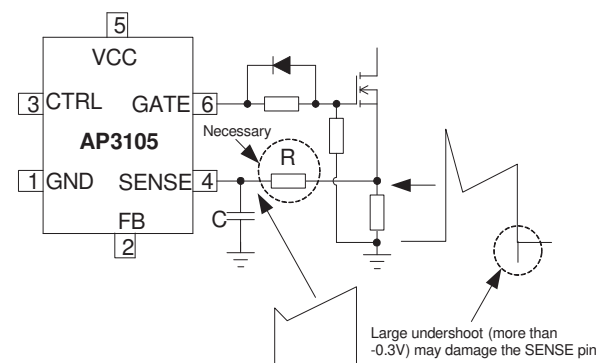 5
VCC
3 CTRL GATE 6
AP3105
Necessary
R
1 GND SENSE 4
C
FB
2
Large undershoot (more than
-0.3V) may damage the SENSE pin